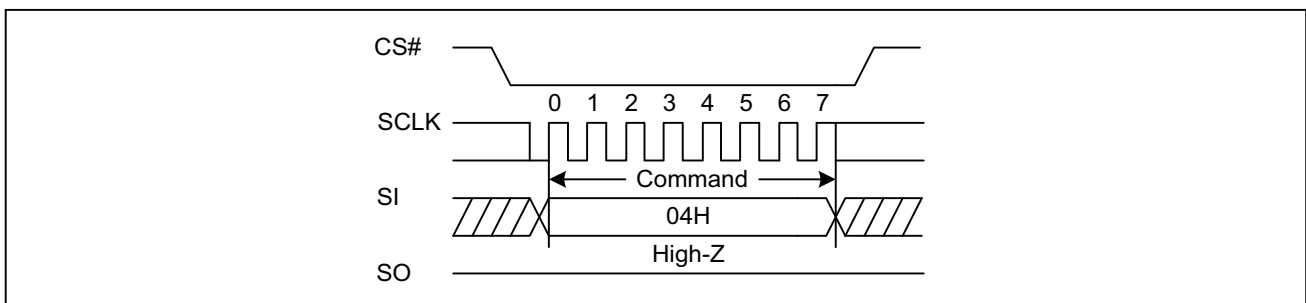 CS#
0 1 2 3 4 5 6 7
SCLK
Command
SI
04H
High-Z
SO